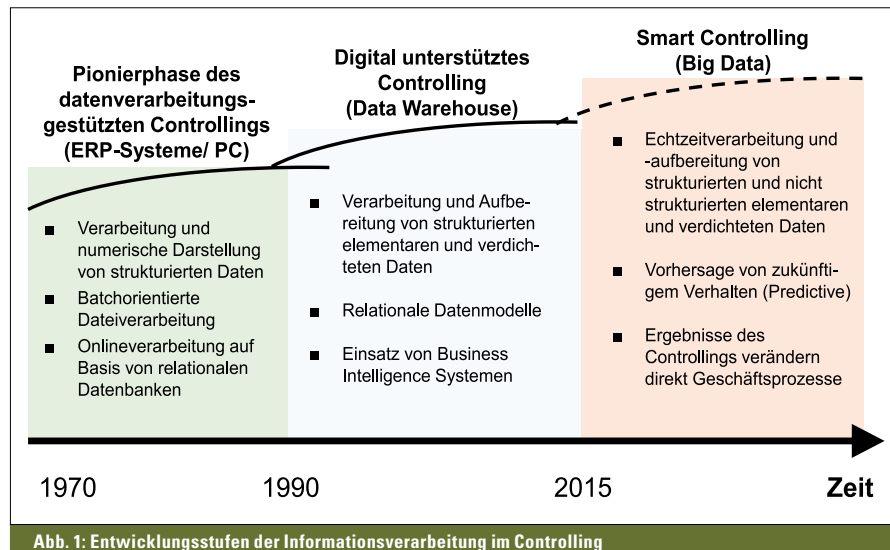 Pionierphase des
datenverarbeitungs-
gestützten Controllings
(ERP-Systeme/ PC)
■ Verarbeitung und
numerische Darstellung
von strukturierten Daten
■ Batchorientierte
Dateiverarbeitung
■ Onlineverarbeitung auf
Basis von relationalen
Datenbanken
Digital unterstütztes
Controlling
(Data Warehouse)
■ Verarbeitung und Aufbe-
reitung von strukturierten
elementaren und verdich-
teten Daten
■ Relationale Datenmodelle
■ Einsatz von Business
Intelligence Systemen
Smart Controlling
(Big Data)
■ Echtzeitverarbeitung und
-aufbereitung von
strukturierten und nicht
strukturierten elementaren
und verdichteten Daten
■ Vorhersage von zukünfti-
gem Verhalten (Predictive)
■ Ergebnisse des
Controllings verändern
direkt Geschäftsprozesse
1970 1990 2015 Zeit
Abb. 1: Entwicklungsstufen der Informationsverarbeitung im Controlling